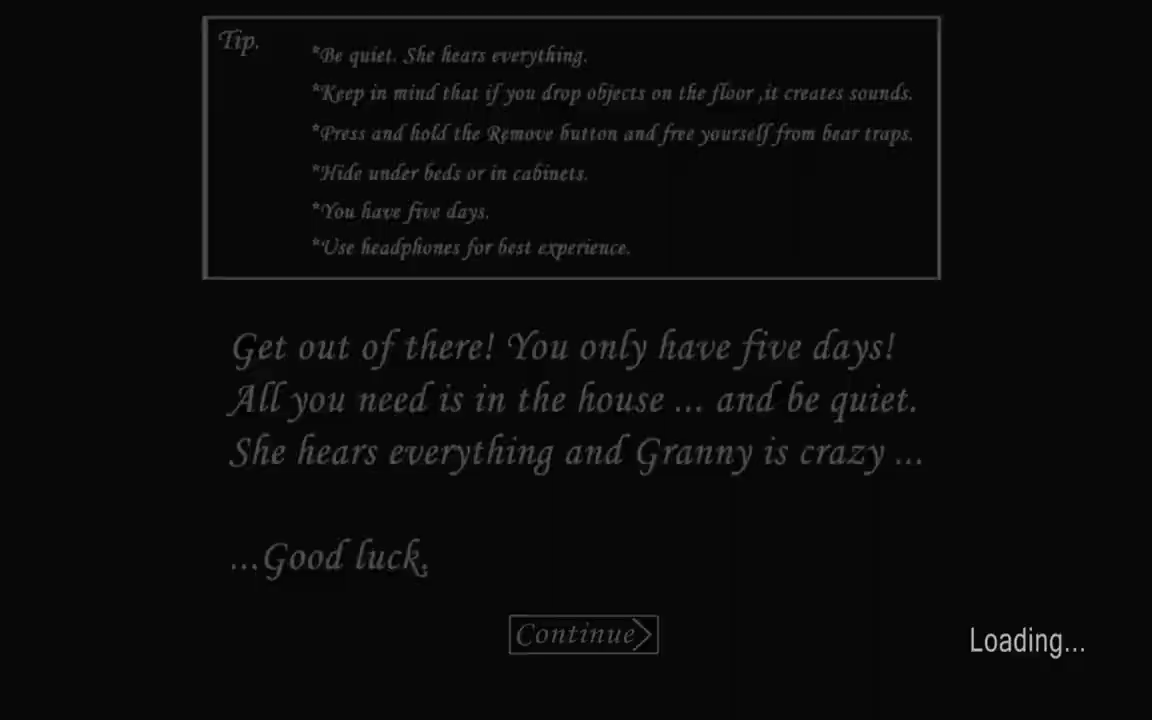 Tip.
*Be quiet. She hears everything.
*Keep in mind that if you drop objects on the floor ,it creates sounds.
*Press and hold the Remove button and free yourself from bear traps.
*Hide under beds or in cabinets.
*You have five days.
*Use headphones for best experience.
Get out of there! You only have five days!
All you need is in the house ... and be quiet.
She hears everything and Granny is crazy ...
...Good luck.
Continue
Loading...